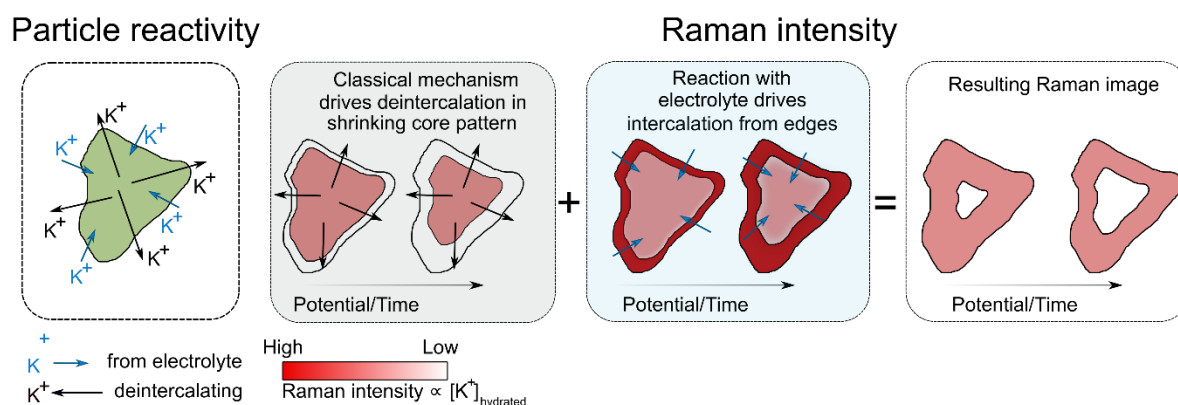 Particle reactivity
Raman intensity
K+
K+
K+
K+
K+
K+
K+
K+
Classical mechanism
drives deintercalation in
shrinking core pattern
Potential/Time
+
Reaction with
electrolyte drives
intercalation from edges
Potential/Time
=
Resulting Raman image
Potential/Time
K+ from electrolyte
K+ deintercalating
High Low
Raman intensity ∝ [K+]hydrated